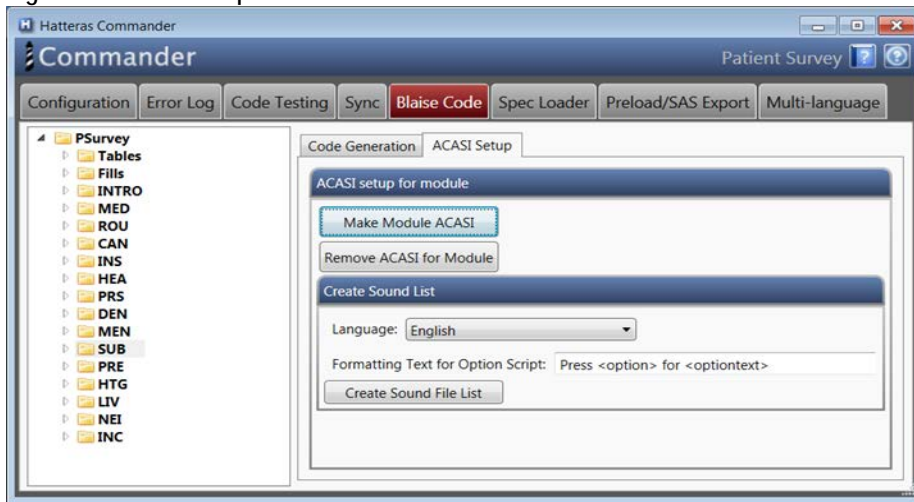 Hatteras Commander
Commander
Patient Survey ? ?
Configuration Error Log Code Testing Sync Blaise Code Spec Loader Preload/SAS Export Multi-language
PSurvey
Tables
Fills
INTRO
MED
ROU
CAN
INS
HEA
PRS
DEN
MEN
SUB
PRE
HTG
LIV
NEI
INC
Code Generation ACASI Setup
ACASI setup for module
Make Module ACASI
Remove ACASI for Module
Create Sound List
Language: English
Formatting Text for Option Script: Press <option> for <optiontext>
Create Sound File List